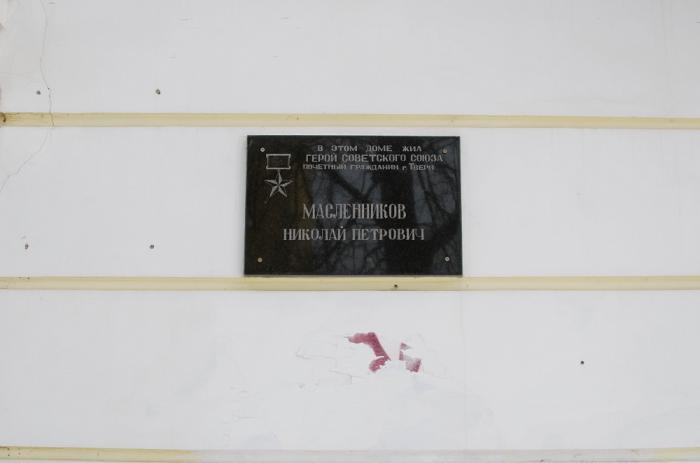 В ЭТОМ ДОМЕ ЖИЛ
ГЕРОЙ СОВЕТСКОГО СОЮЗА
ПОЧЕТНЫЙ ГРАЖДАНИН Г. ТВЕРИ
МАСЛЕННИКОВ
НИКОЛАЙ ПЕТРОВИЧ